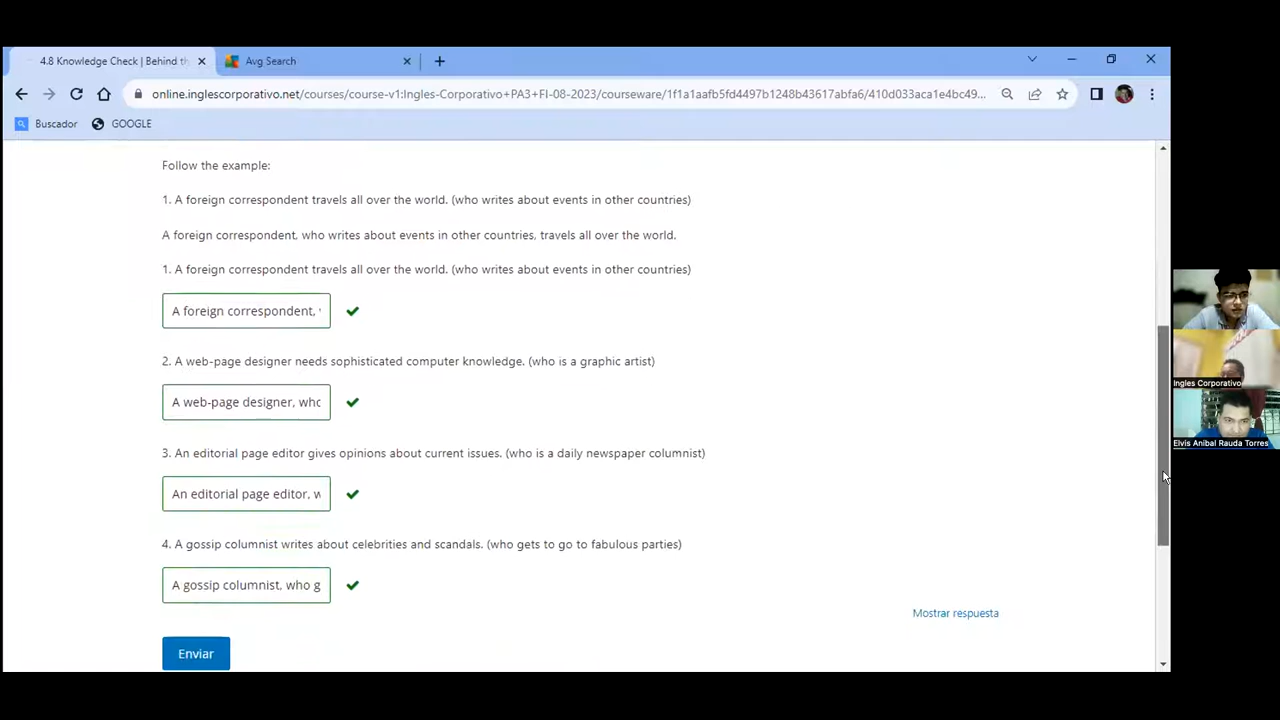 4.8 Knowledge Check | Behind th
Avg Search
online.inglescorporativo.net/courses/course-v1:Ingles-Corporativo+PA3+FI-08-2023/courseware/1f1a1aafb5fd4497b1248b43617abfa6/410d033aca1e4bc49...
Buscador
GOOGLE
Follow the example:
1. A foreign correspondent travels all over the world. (who writes about events in other countries)
A foreign correspondent, who writes about events in other countries, travels all over the world.
1. A foreign correspondent travels all over the world. (who writes about events in other countries)
A foreign correspondent,
2. A web-page designer needs sophisticated computer knowledge. (who is a graphic artist)
A web-page designer, who
3. An editorial page editor gives opinions about current issues. (who is a daily newspaper columnist)
An editorial page editor, w
4. A gossip columnist writes about celebrities and scandals. (who gets to go to fabulous parties)
A gossip columnist, who g
Mostrar respuesta
Enviar
Ingles Corporativo
Elvis Anibal Rauda Torres